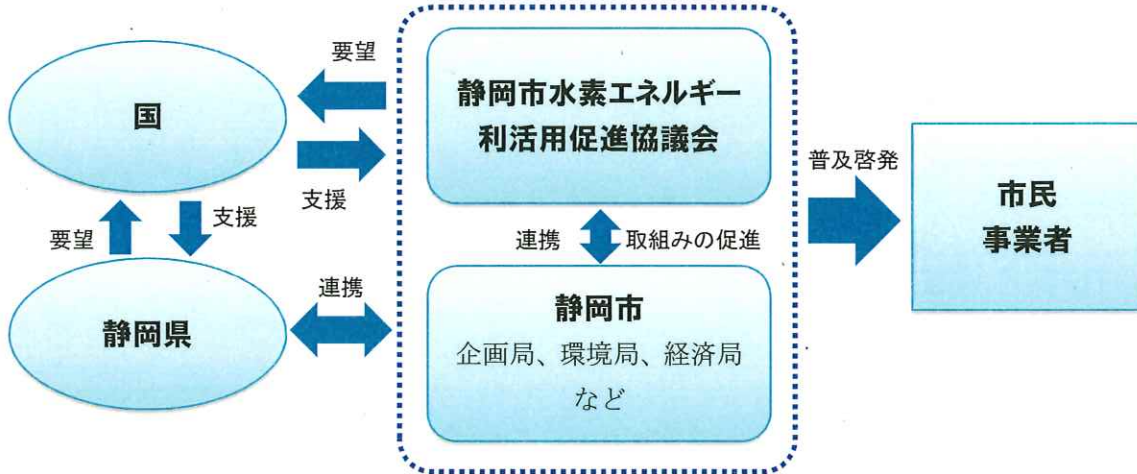 要望
国
支援
要望
支援
静岡県
連携
静岡市水素エネルギー
利活用促進協議会
連携
取組みの促進
静岡市
企画局、環境局、経済局
など
普及啓発
市民
事業者